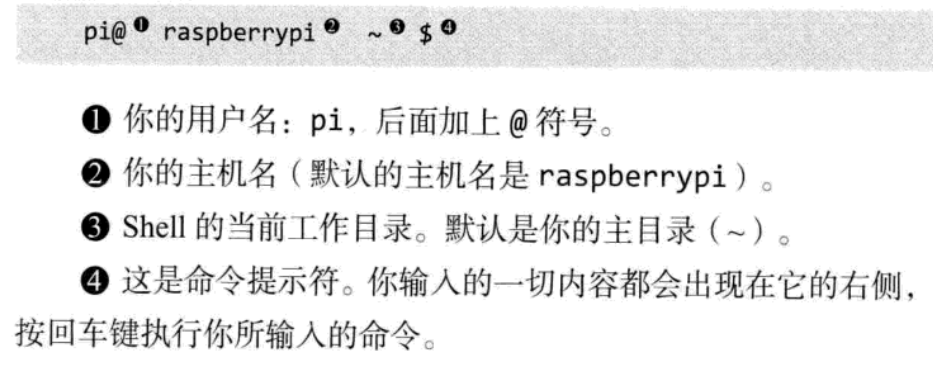 pi@❶ raspberrypi❷ ~❸ $❹
❶ 你的用户名：pi，后面加上 @ 符号。
❷ 你的主机名（默认的主机名是 raspberrypi）。
❸ Shell 的当前工作目录。默认是你的主目录（~）。
❹ 这是命令提示符。你输入的一切内容都会出现在它的右侧，
按回车键执行你所输入的命令。